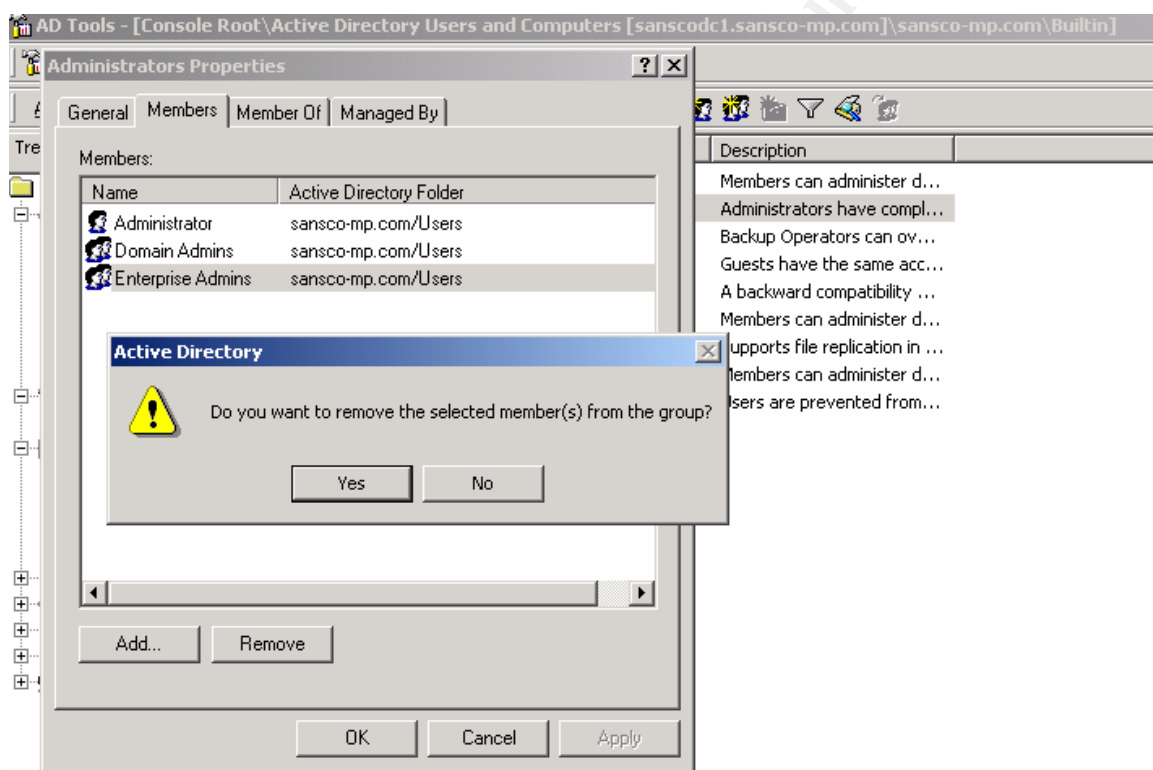 AD Tools - [Console Root\Active Directory Users and Computers [sanscodc1.sansco-mp.com]\sansco-mp.com\Builtin]
Administrators Properties
General Members Member Of Managed By
Tre
Members:
Name Active Directory Folder
Administrator sansco-mp.com/Users
Domain Admins sansco-mp.com/Users
Enterprise Admins sansco-mp.com/Users
Active Directory
Do you want to remove the selected member(s) from the group?
Yes No
Add... Remove
OK Cancel Apply
Description
Members can administer d...
Administrators have compl...
Backup Operators can ov...
Guests have the same acc...
A backward compatibility ...
Members can administer d...
upports file replication in ...
Members can administer d...
sers are prevented from...